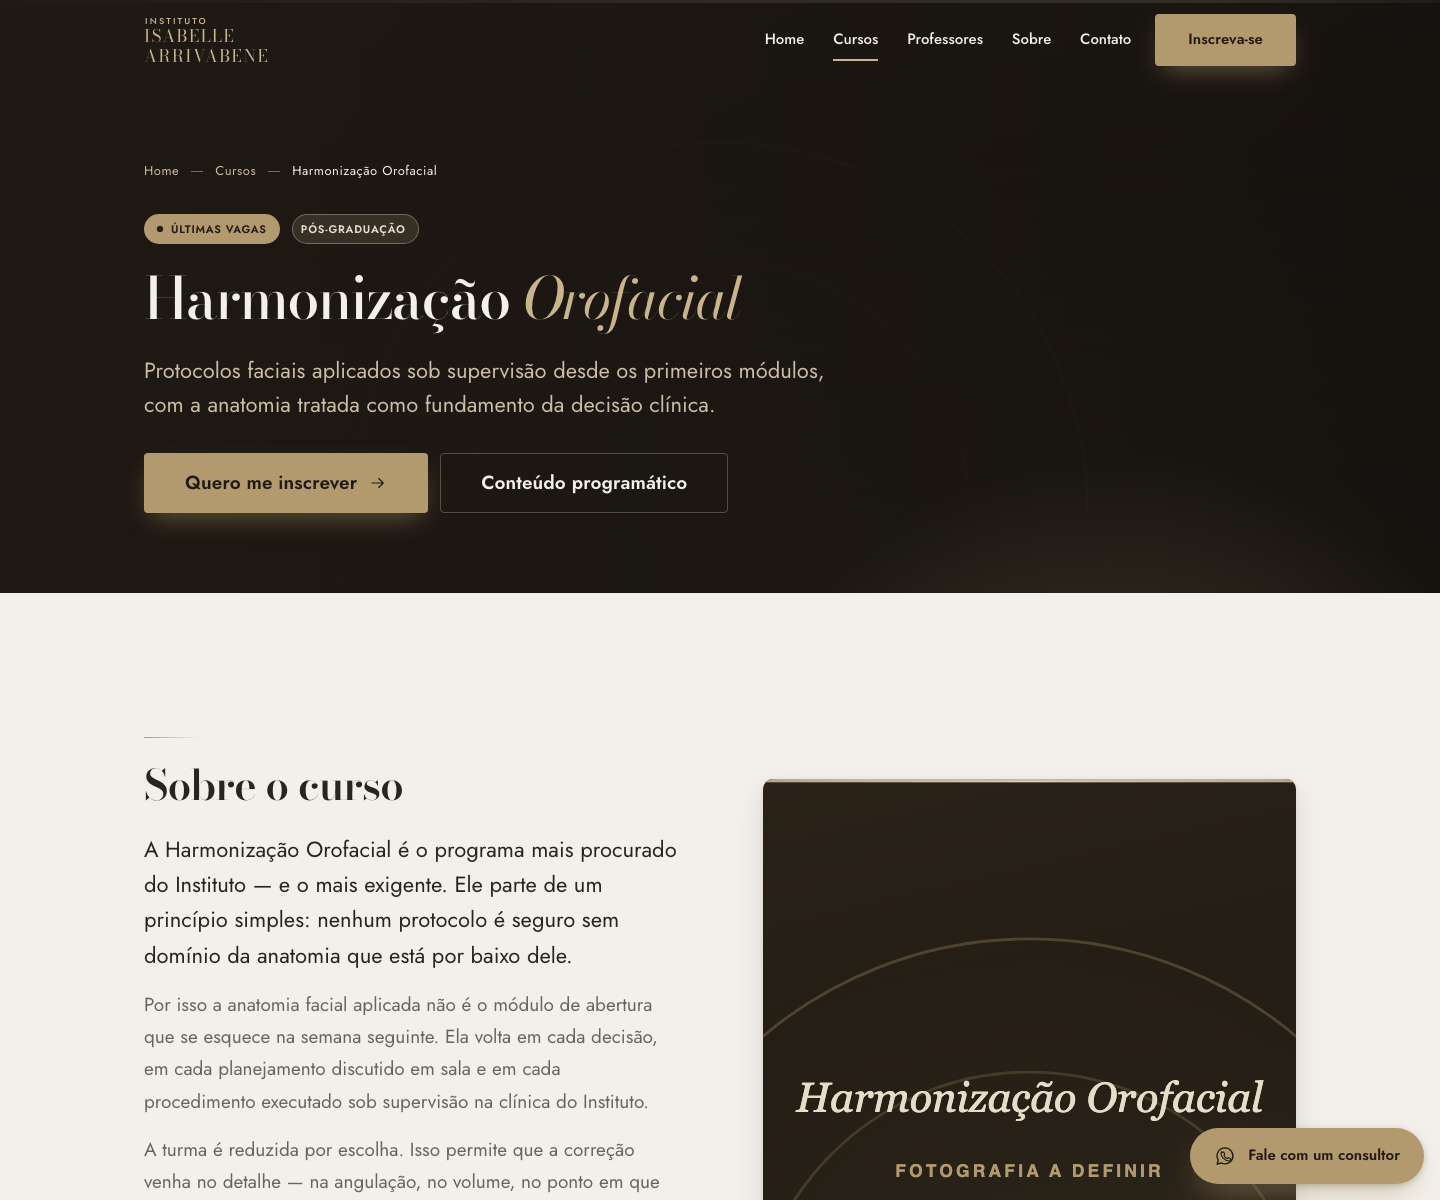 INSTITUTO
ISABELLE
ARRIVABENE
Home
Cursos
Professores
Sobre
Contato
Inscreva-se
Home — Cursos — Harmonização Orofacial
ÚLTIMAS VAGAS
PÓS-GRADUAÇÃO
Harmonização Orofacial
Protocolos faciais aplicados sob supervisão desde os primeiros módulos,
com a anatomia tratada como fundamento da decisão clínica.
Quero me inscrever →
Conteúdo programático
Sobre o curso
A Harmonização Orofacial é o programa mais procurado
do Instituto — e o mais exigente. Ele parte de um
princípio simples: nenhum protocolo é seguro sem
domínio da anatomia que está por baixo dele.
Por isso a anatomia facial aplicada não é o módulo de abertura
que se esquece na semana seguinte. Ela volta em cada decisão,
em cada planejamento discutido em sala e em cada
procedimento executado sob supervisão na clínica do Instituto.
A turma é reduzida por escolha. Isso permite que a correção
venha no detalhe — na angulação, no volume, no ponto em que
Harmonização Orofacial
FOTOGRAFIA A DEFINIR
Fale com um consultor